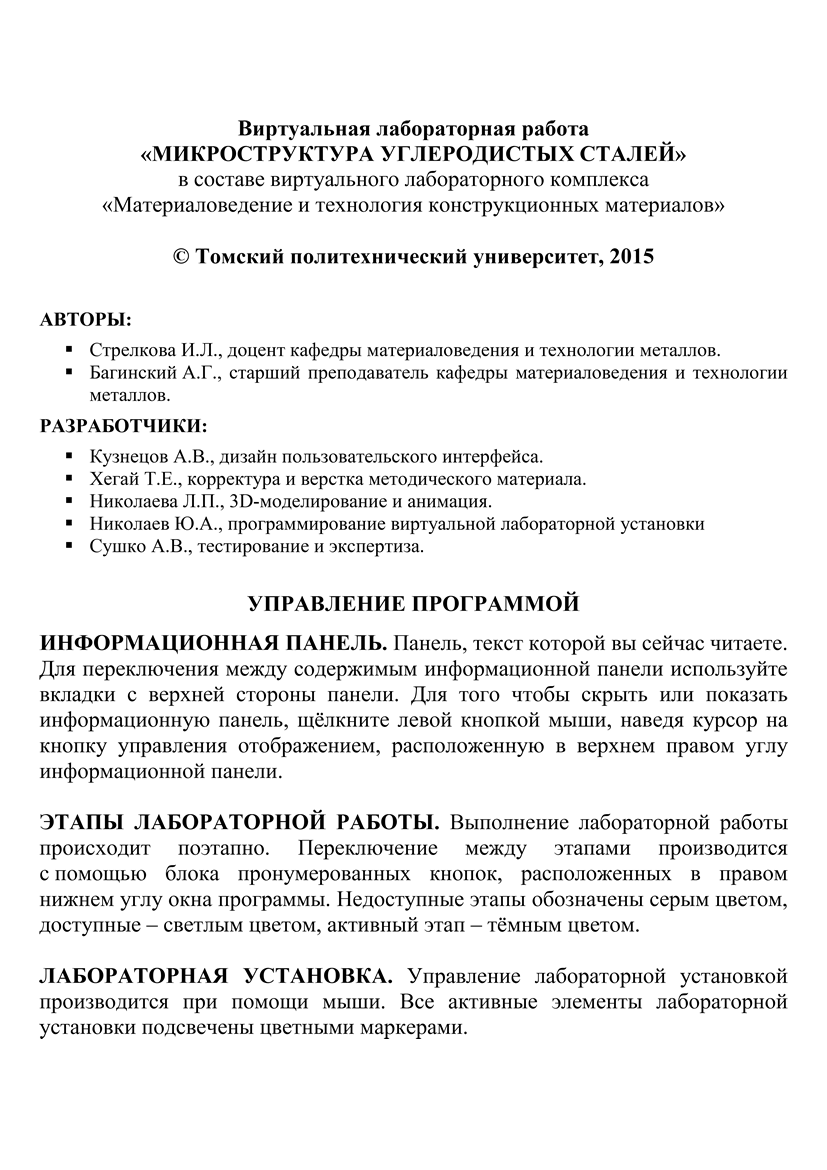 Виртуальная лабораторная работа
«МИКРОСТРУКТУРА УГЛЕРОДИСТЫХ СТАЛЕЙ»
в составе виртуального лабораторного комплекса
«Материаловедение и технология конструкционных материалов»
© Томский политехнический университет, 2015
АВТОРЫ:
▪ Стрелкова И.Л., доцент кафедры материаловедения и технологии металлов.
▪ Багинский А.Г., старший преподаватель кафедры материаловедения и технологии
металлов.
РАЗРАБОТЧИКИ:
▪ Кузнецов А.В., дизайн пользовательского интерфейса.
▪ Хегай Т.Е., корректура и верстка методического материала.
▪ Николаева Л.П., 3D-моделирование и анимация.
▪ Николаев Ю.А., программирование виртуальной лабораторной установки
▪ Сушко А.В., тестирование и экспертиза.
УПРАВЛЕНИЕ ПРОГРАММОЙ
ИНФОРМАЦИОННАЯ ПАНЕЛЬ. Панель, текст которой вы сейчас читаете.
Для переключения между содержимым информационной панели используйте
вкладки с верхней стороны панели. Для того чтобы скрыть или показать
информационную панель, щёлкните левой кнопкой мыши, наведя курсор на
кнопку управления отображением, расположенную в верхнем правом углу
информационной панели.
ЭТАПЫ ЛАБОРАТОРНОЙ РАБОТЫ. Выполнение лабораторной работы
происходит поэтапно. Переключение между этапами производится
с помощью блока пронумерованных кнопок, расположенных в правом
нижнем углу окна программы. Недоступные этапы обозначены серым цветом,
доступные – светлым цветом, активный этап – тёмным цветом.
ЛАБОРАТОРНАЯ УСТАНОВКА. Управление лабораторной установкой
производится при помощи мыши. Все активные элементы лабораторной
установки подсвечены цветными маркерами.